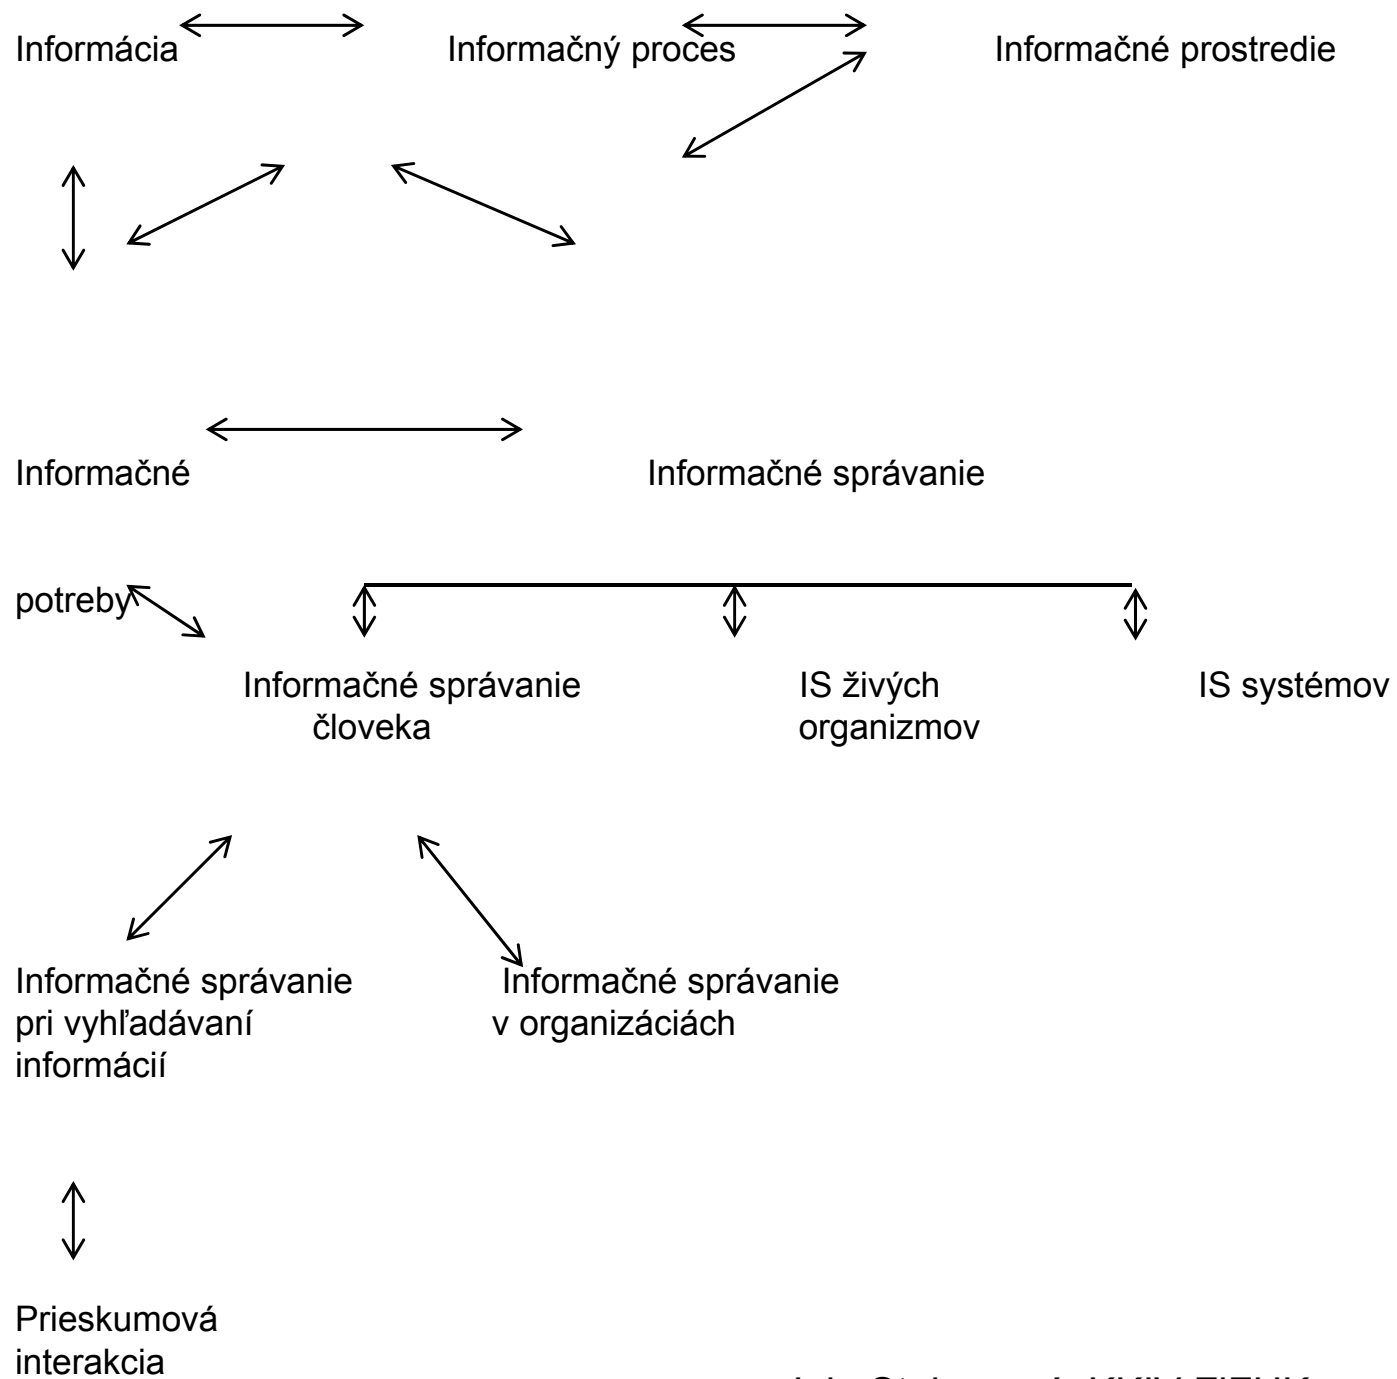 Informácia Informačný proces Informačné prostredie
Informačné Informačné správanie
potreby
Informačné správanie IS živých IS systémov
človeka organizmov
Informačné správanie Informačné správanie
pri vyhľadávaní v organizáciách
informácií
Prieskumová
interakcia